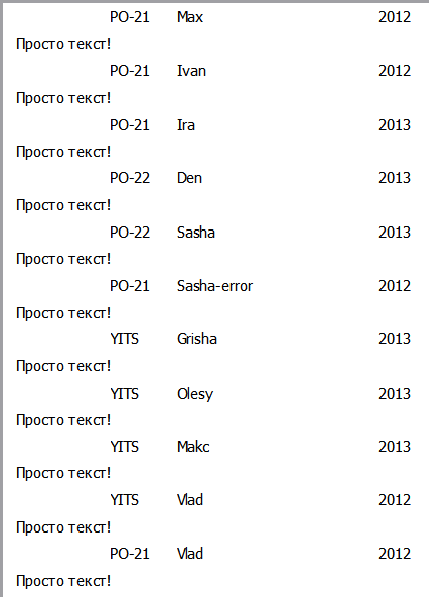 PO-21 Max 2012
Просто текст!
PO-21 Ivan 2012
Просто текст!
PO-21 Ira 2013
Просто текст!
PO-22 Den 2013
Просто текст!
PO-22 Sasha 2013
Просто текст!
PO-21 Sasha-error 2012
Просто текст!
YITS Grisha 2013
Просто текст!
YITS Olesy 2013
Просто текст!
YITS Makc 2013
Просто текст!
YITS Vlad 2012
Просто текст!
PO-21 Vlad 2012
Просто текст!